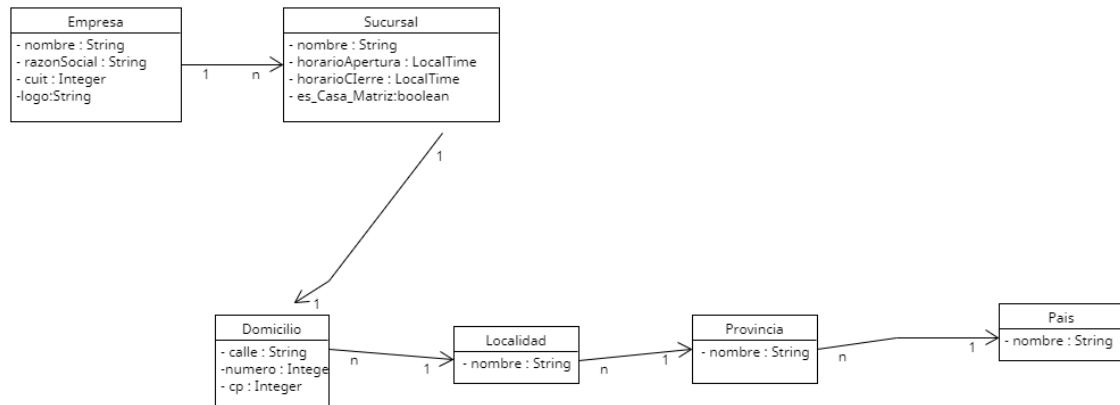 Empresa
- nombre : String
- razonSocial : String
- cuit : Integer
-logo:String
1
n
Sucursal
- nombre : String
- horarioApertura : LocalTime
- horarioCIerre : LocalTime
- es_Casa_Matriz:boolean
1
1
Domicilio
- calle : String
-numero : Intege
- cp : Integer
n
1
Localidad
- nombre : String
n
1
Provincia
- nombre : String
n
1
Pais
- nombre : String